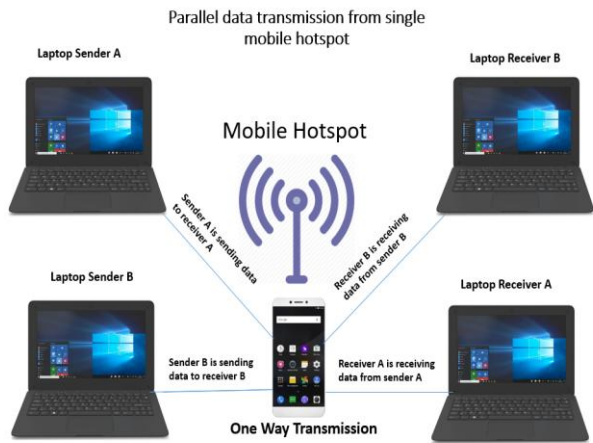 Parallel data transmission from single
mobile hotspot
Laptop Sender A
Laptop Receiver B
Mobile Hotspot
Sender A is sending data
to receiver A
Receiver B is receiving
data from sender B
Laptop Sender B
Laptop Receiver A
Sender B is sending
data to receiver B
Receiver A is receiving
data from sender A
One Way Transmission